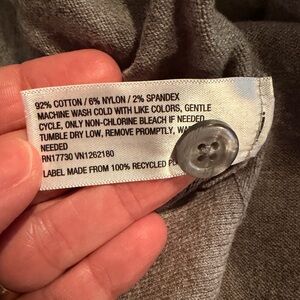 92% COTTON / 6% NYLON / 2% SPANDEX
MACHINE WASH COLD WITH LIKE COLORS, GENTLE
CYCLE, ONLY NON-CHLORINE BLEACH IF NEEDED
TUMBLE DRY LOW, REMOVE PROMPTLY,
NEEDED
RN17730 VN1262180
LABEL MADE FROM 100% RECYCLED